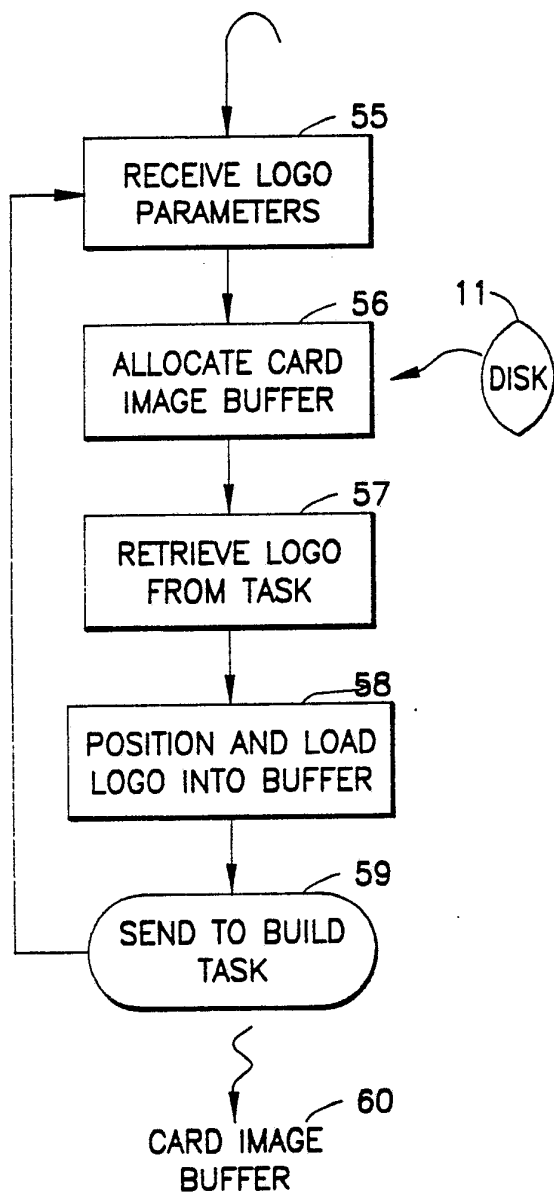 55
RECEIVE LOGO
PARAMETERS
56
11
ALLOCATE CARD
IMAGE BUFFER
DISK
57
RETRIEVE LOGO
FROM TASK
58
POSITION AND LOAD
LOGO INTO BUFFER
59
SEND TO BUILD
TASK
60
CARD IMAGE
BUFFER